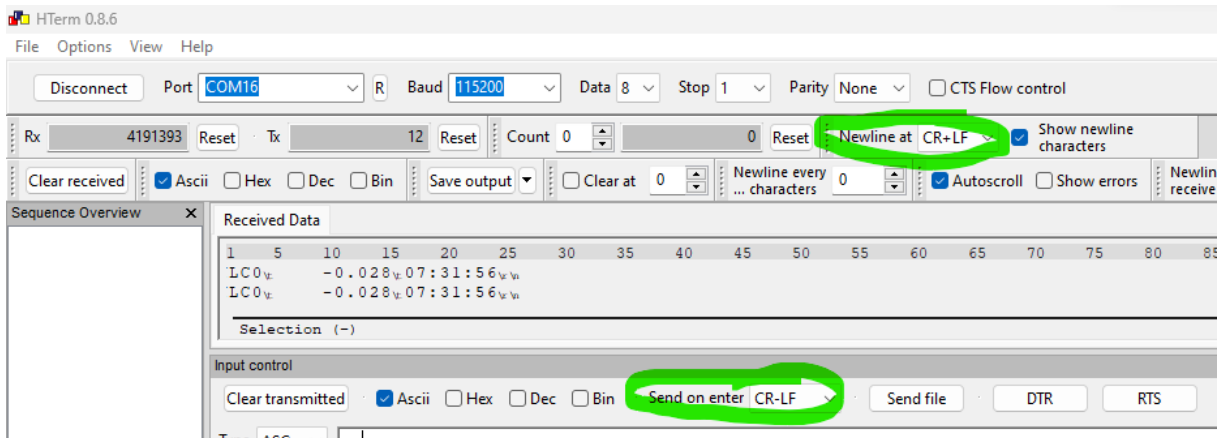 HTerm 0.8.6
File Options View Help
Disconnect Port COM16 R Baud 115200 Data 8 Stop 1 Parity None CTS Flow control
Rx 4191393 Reset Tx 12 Reset Count 0 0 Reset Newline at CR+LF Show newline characters
Clear received Ascii Hex Dec Bin Save output Clear at 0 Newline every ... characters 0 Autoscroll Show errors Newlin receive
Sequence Overview X Received Data
1 5 10 15 20 25 30 35 40 45 50 55 60 65 70 75 80 85
LC0\t -0.028\t07:31:56\r\n
LC0\t -0.028\t07:31:56\r\n
Selection (-)
Input control
Clear transmitted Ascii Hex Dec Bin Send on enter CR-LF Send file DTR RTS